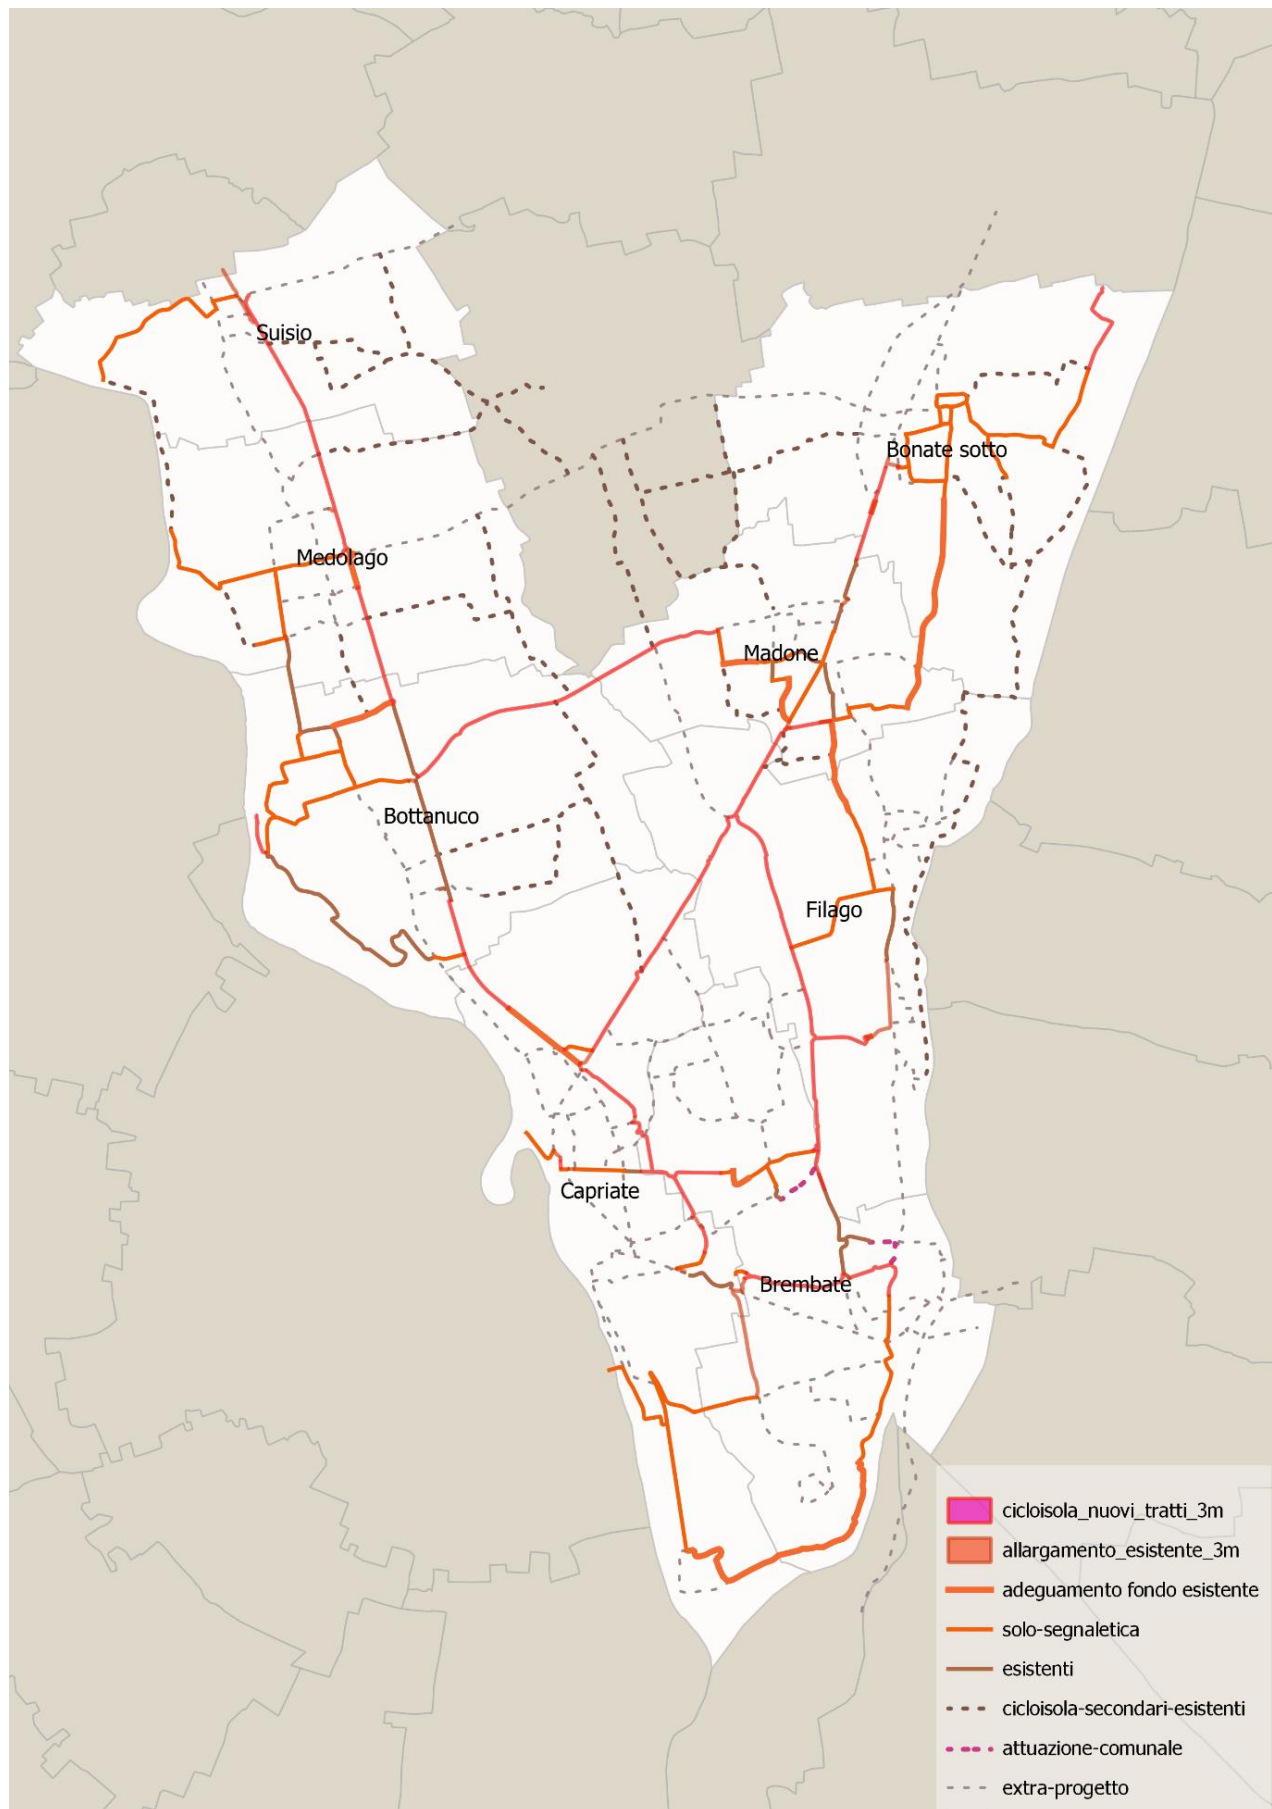 Suisio
Bonate sotto
Medolago
Madone
Bottanuco
Filago
Capriate
Brembate
cicloisola_nuovi_tratti_3m
allargamento_esistente_3m
adeguamento fondo esistente
solo-segnaletica
esistenti
cicloisola-secondari-esistenti
attuazione-comunale
extra-progetto